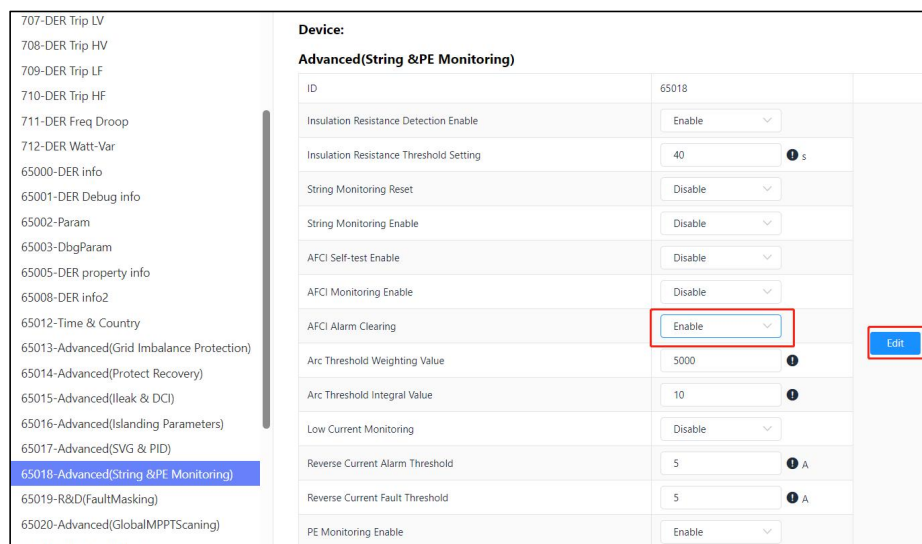 707-DER Trip LV
708-DER Trip HV
709-DER Trip LF
710-DER Trip HF
711-DER Freq Droop
712-DER Watt-Var
65000-DER info
65001-DER Debug info
65002-Param
65003-DbgParam
65005-DER property info
65008-DER info2
65012-Time & Country
65013-Advanced(Grid Imbalance Protection)
65014-Advanced(Protect Recovery)
65015-Advanced(Ileak & DCI)
65016-Advanced(Islanding Parameters)
65017-Advanced(SVG & PID)
65018-Advanced(String &PE Monitoring)
65019-R&D(FaultMasking)
65020-Advanced(GlobalMPPTScaning)
Device:
Advanced(String &PE Monitoring)
ID 65018
Insulation Resistance Detection Enable Enable
Insulation Resistance Threshold Setting 40 s
String Monitoring Reset Disable
String Monitoring Enable Disable
AFCI Self-test Enable Disable
AFCI Monitoring Enable Disable
AFCI Alarm Clearing Enable
Edit
Arc Threshold Weighting Value 5000
Arc Threshold Integral Value 10
Low Current Monitoring Disable
Reverse Current Alarm Threshold 5 A
Reverse Current Fault Threshold 5 A
PE Monitoring Enable Enable